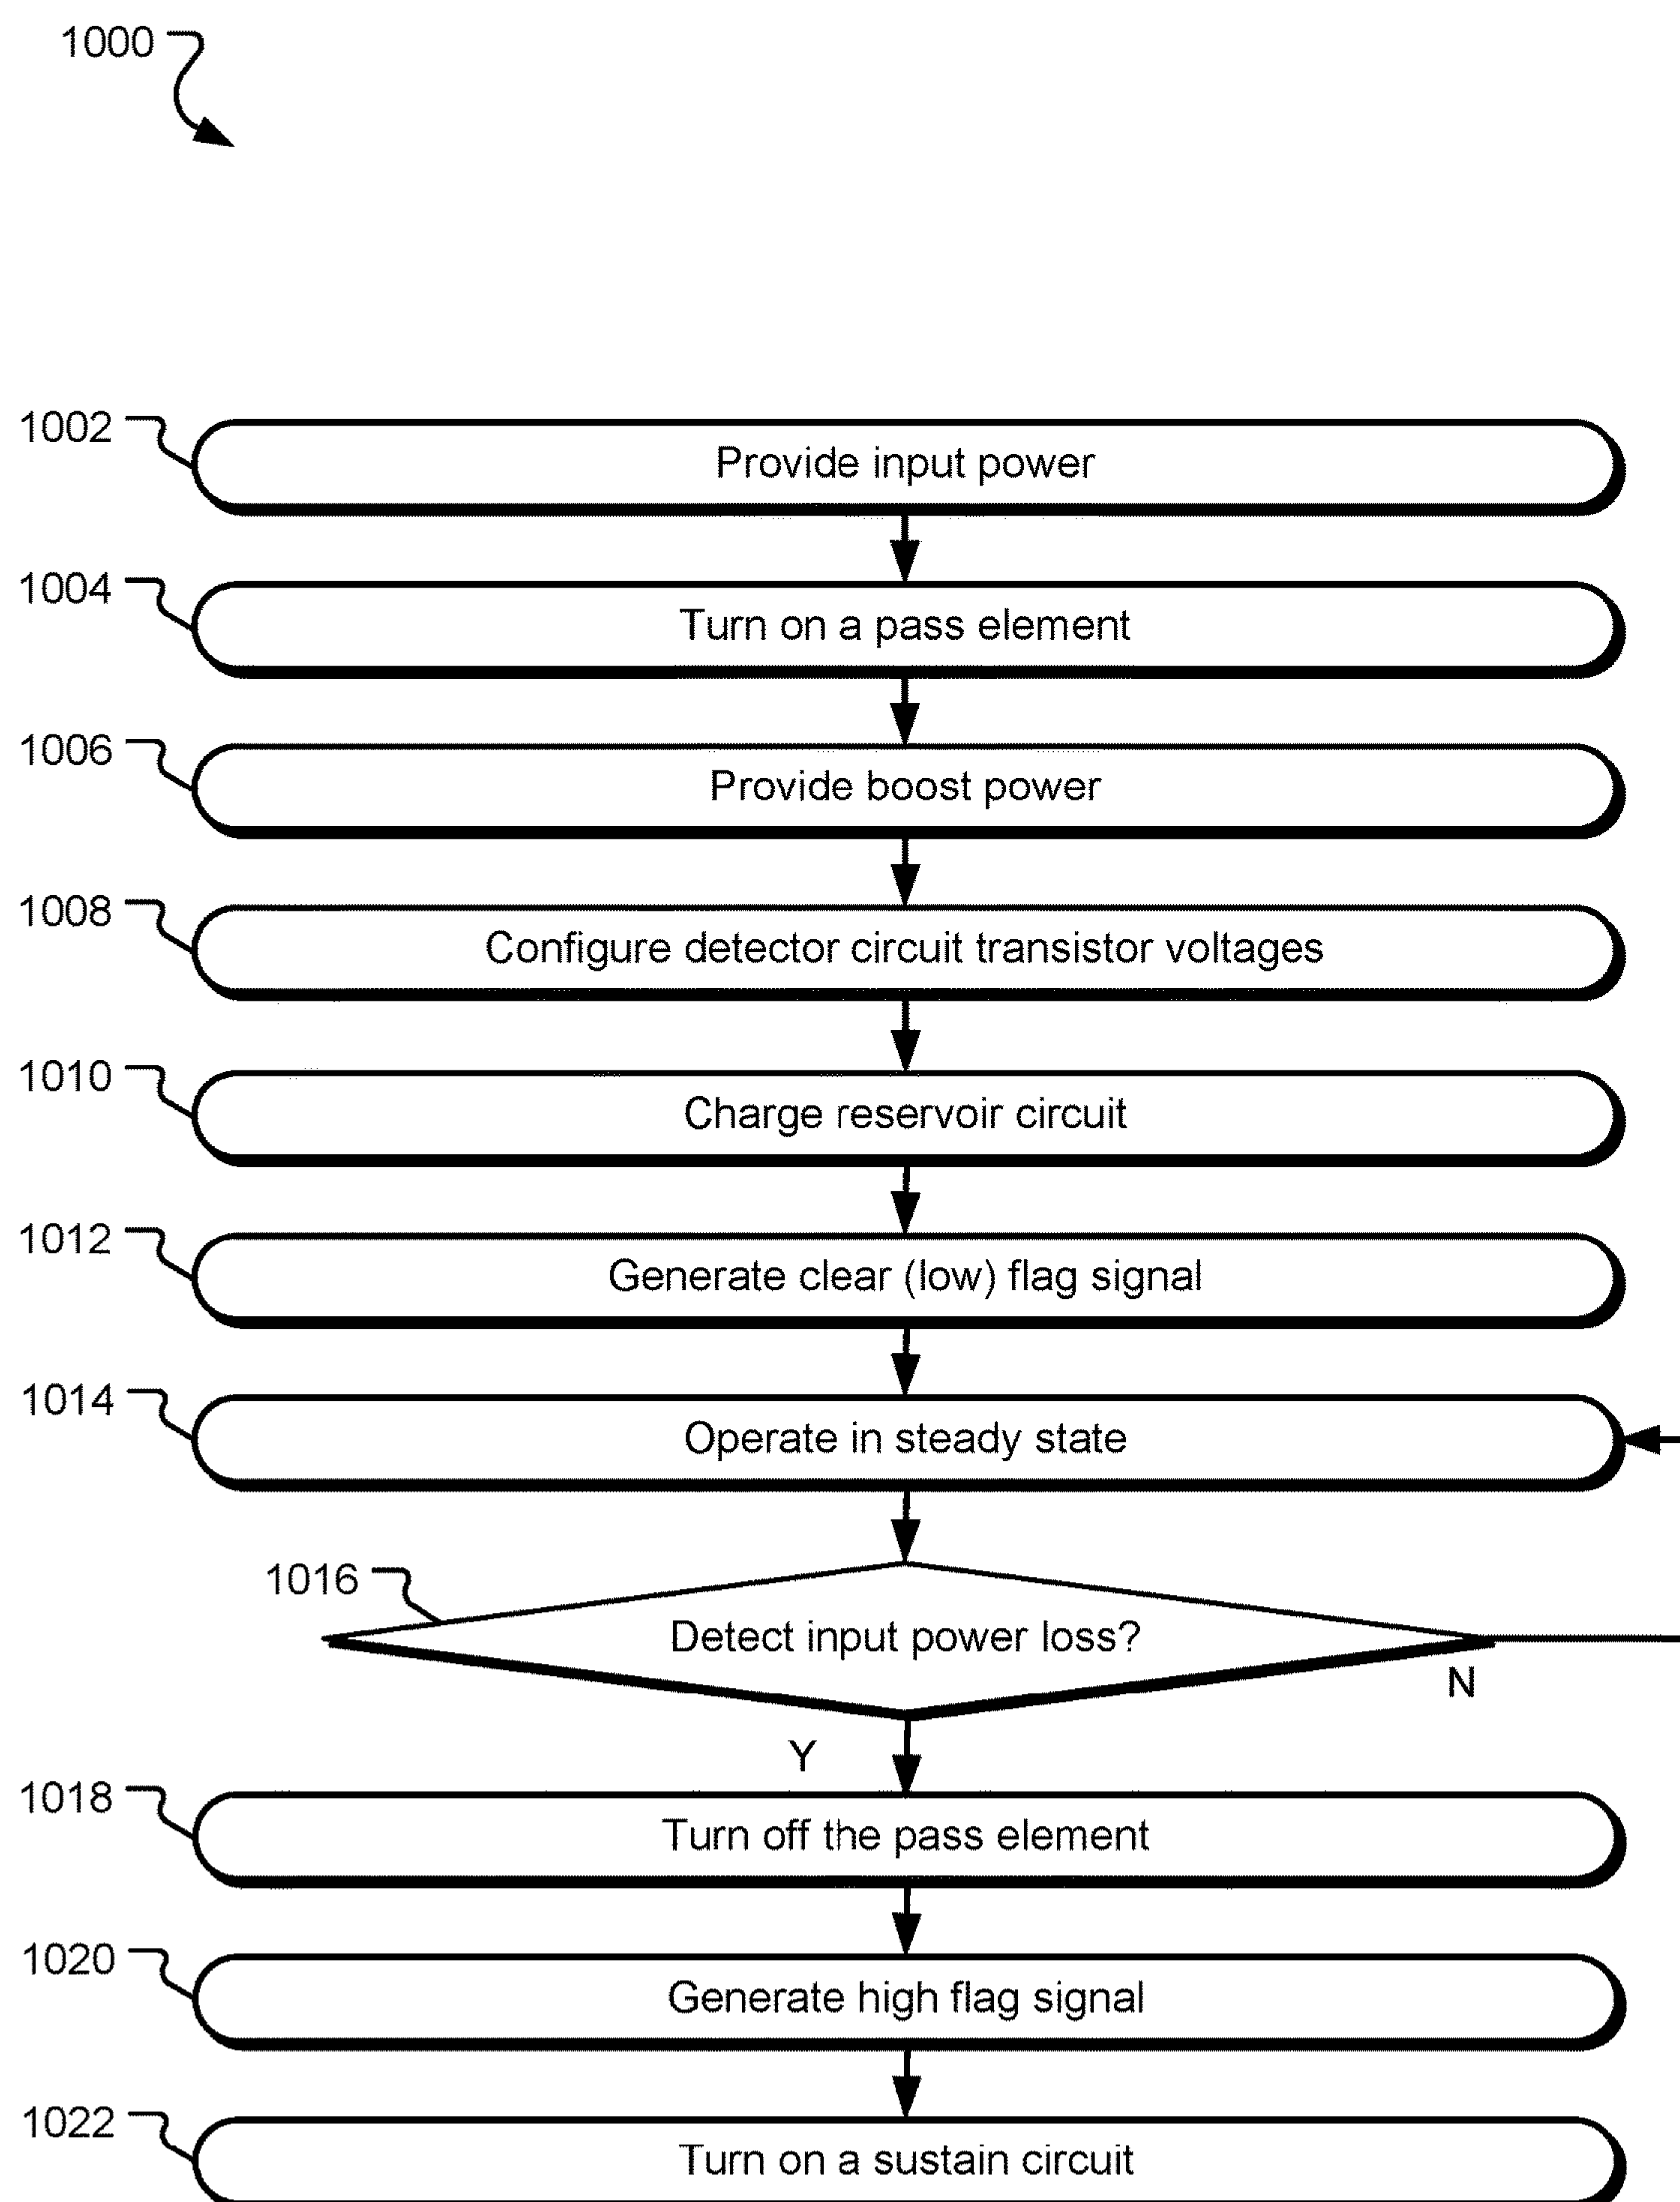 1000
1002
Provide input power
1004
Turn on a pass element
1006
Provide boost power
1008
Configure detector circuit transistor voltages
1010
Charge reservoir circuit
1012
Generate clear (low) flag signal
1014
Operate in steady state
1016
Detect input power loss?
N
Y
1018
Turn off the pass element
1020
Generate high flag signal
1022
Turn on a sustain circuit